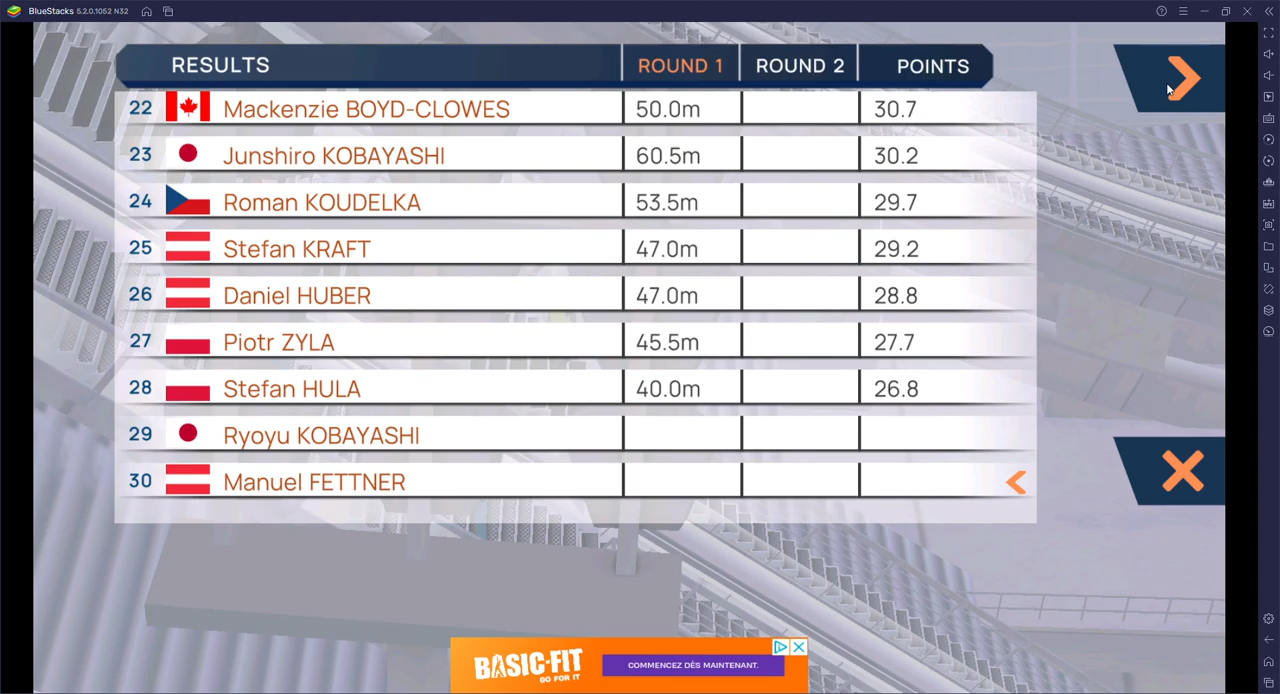 BlueStacks 5.2.0.1052 N32
RESULTS ROUND 1 ROUND 2 POINTS
22 Mackenzie BOYD-CLOWES 50.0m 30.7
23 Junshiro KOBAYASHI 60.5m 30.2
24 Roman KOUDELKA 53.5m 29.7
25 Stefan KRAFT 47.0m 29.2
26 Daniel HUBER 47.0m 28.8
27 Piotr ZYLA 45.5m 27.7
28 Stefan HULA 40.0m 26.8
29 Ryoyu KOBAYASHI
30 Manuel FETTNER
BASIC-FIT
GO FOR IT
COMMENCEZ DÈS MAINTENANT.